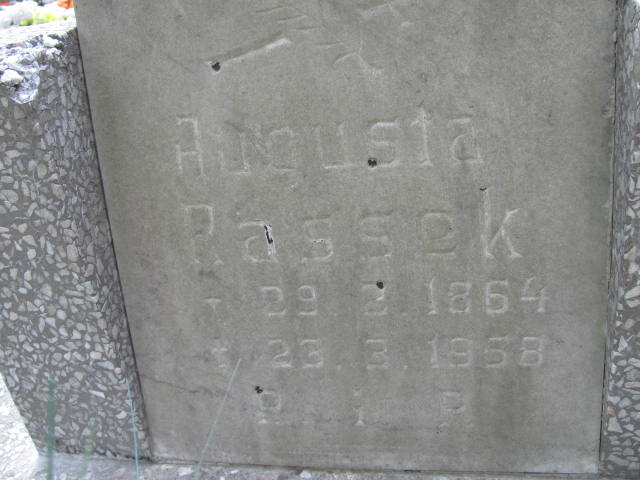 Augusta
Rassek
* 29. 2. 1864
† 23. 3. 1958
R i P